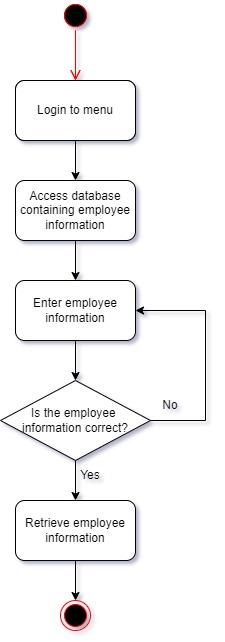 Login to menu
Access database
containing employee
information
Enter employee
information
Is the employee
information correct?
No
Yes
Retrieve employee
information